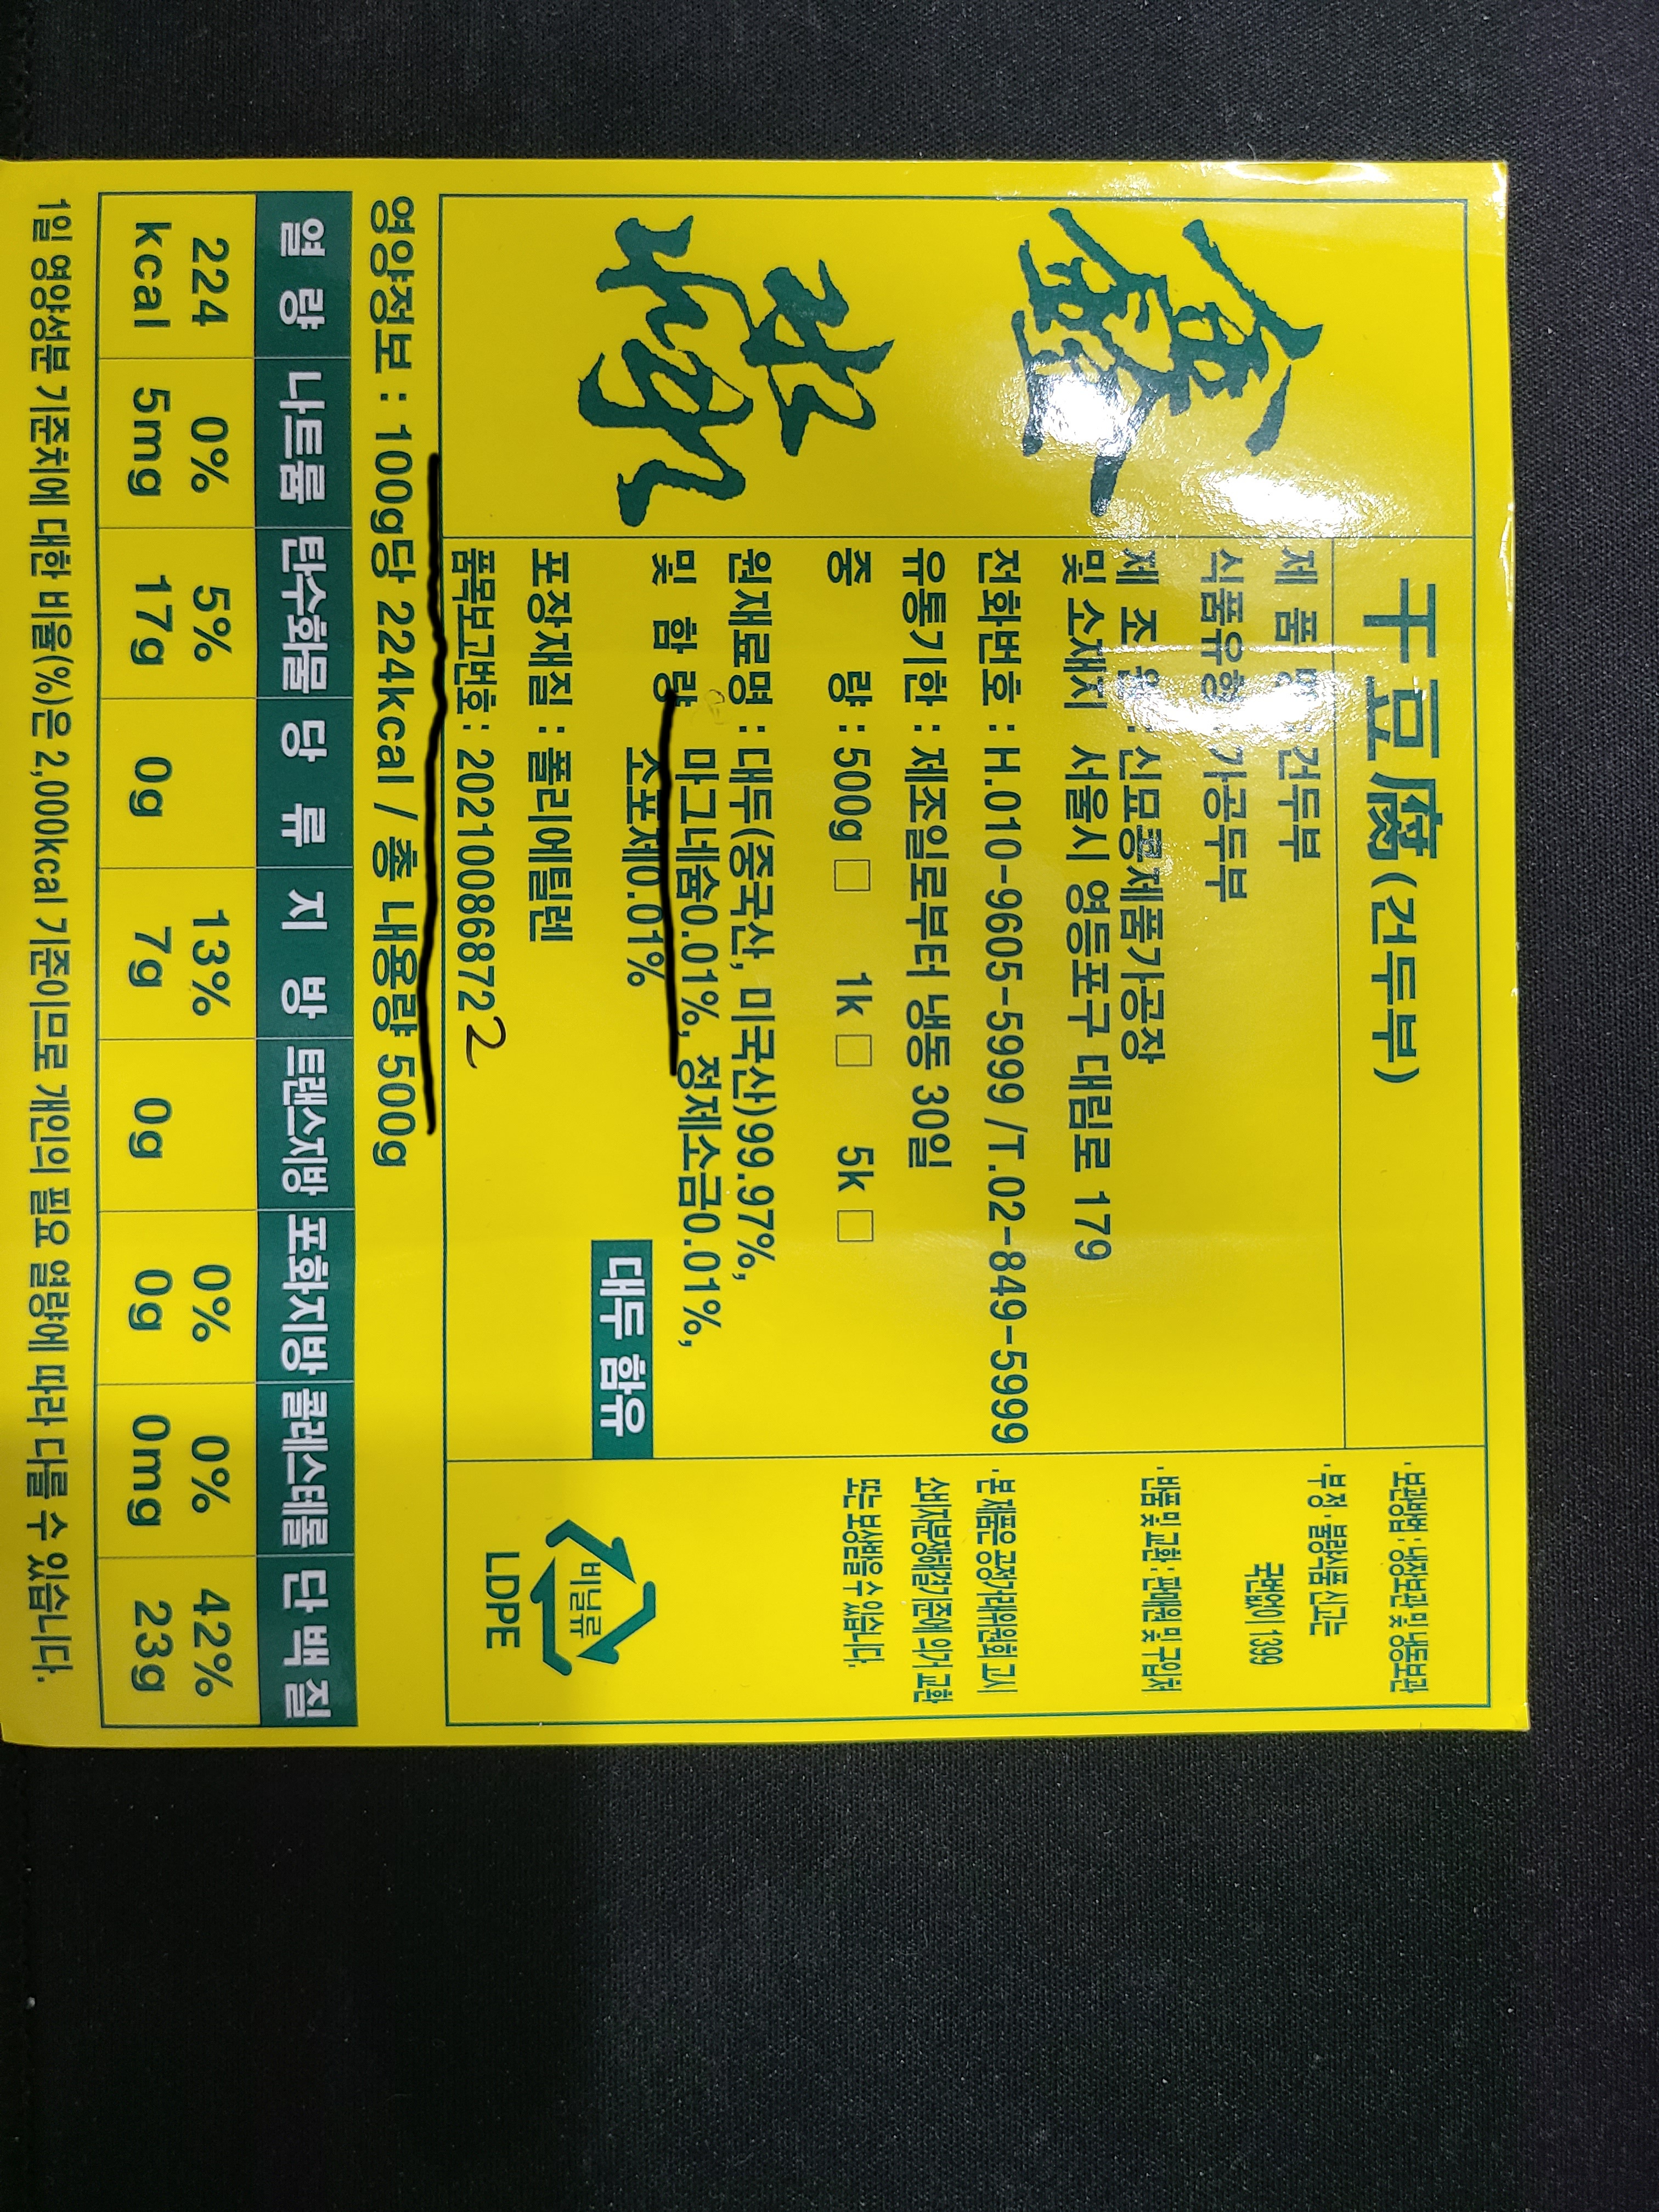 干豆腐(건두부)
제 품 명 : 건두부
식품유형 : 가공두부
제 조 원 : 신묘콩제품가공장
및 소재지 서울시 영등포구 대림로 179
전화번호 : H.010-9605-5999 /T.02-849-5999
유통기한 : 제조일로부터 냉동 30일
중 량 : 500g □ 1k □ 5k □
원재료명 : 대두(중국산, 미국산)99.97%,
및 함 량 마그네슘0.01%, 정제소금0.01%,
소포제0.01%
대두 함유
포장재질 : 폴리에틸렌
품목보고번호 : 20210086872 2
· 보관방법 : 냉장보관 및 냉동보관
· 부정 · 불량식품 신고는
국번없이 1399
· 반품 및 교환 : 판매원 및 구입처
· 본 제품은 공정거래위원회 고시
소비자분쟁해결기준에 의거 교환
또는 보상받을 수 있습니다.
비닐류
LDPE
영양정보 : 100g당 224kcal / 총 내용량 500g
열 량 나트륨 탄수화물 당 류 지 방 트랜스지방 포화지방 콜레스테롤 단 백 질
224 0% 5% 13% 0% 0% 42%
kcal 5mg 17g 0g 7g 0g 0g 0mg 23g
1일 영양성분 기준치에 대한 비율(%)은 2,000kcal 기준이므로 개인의 필요 열량에 따라 다를 수 있습니다.